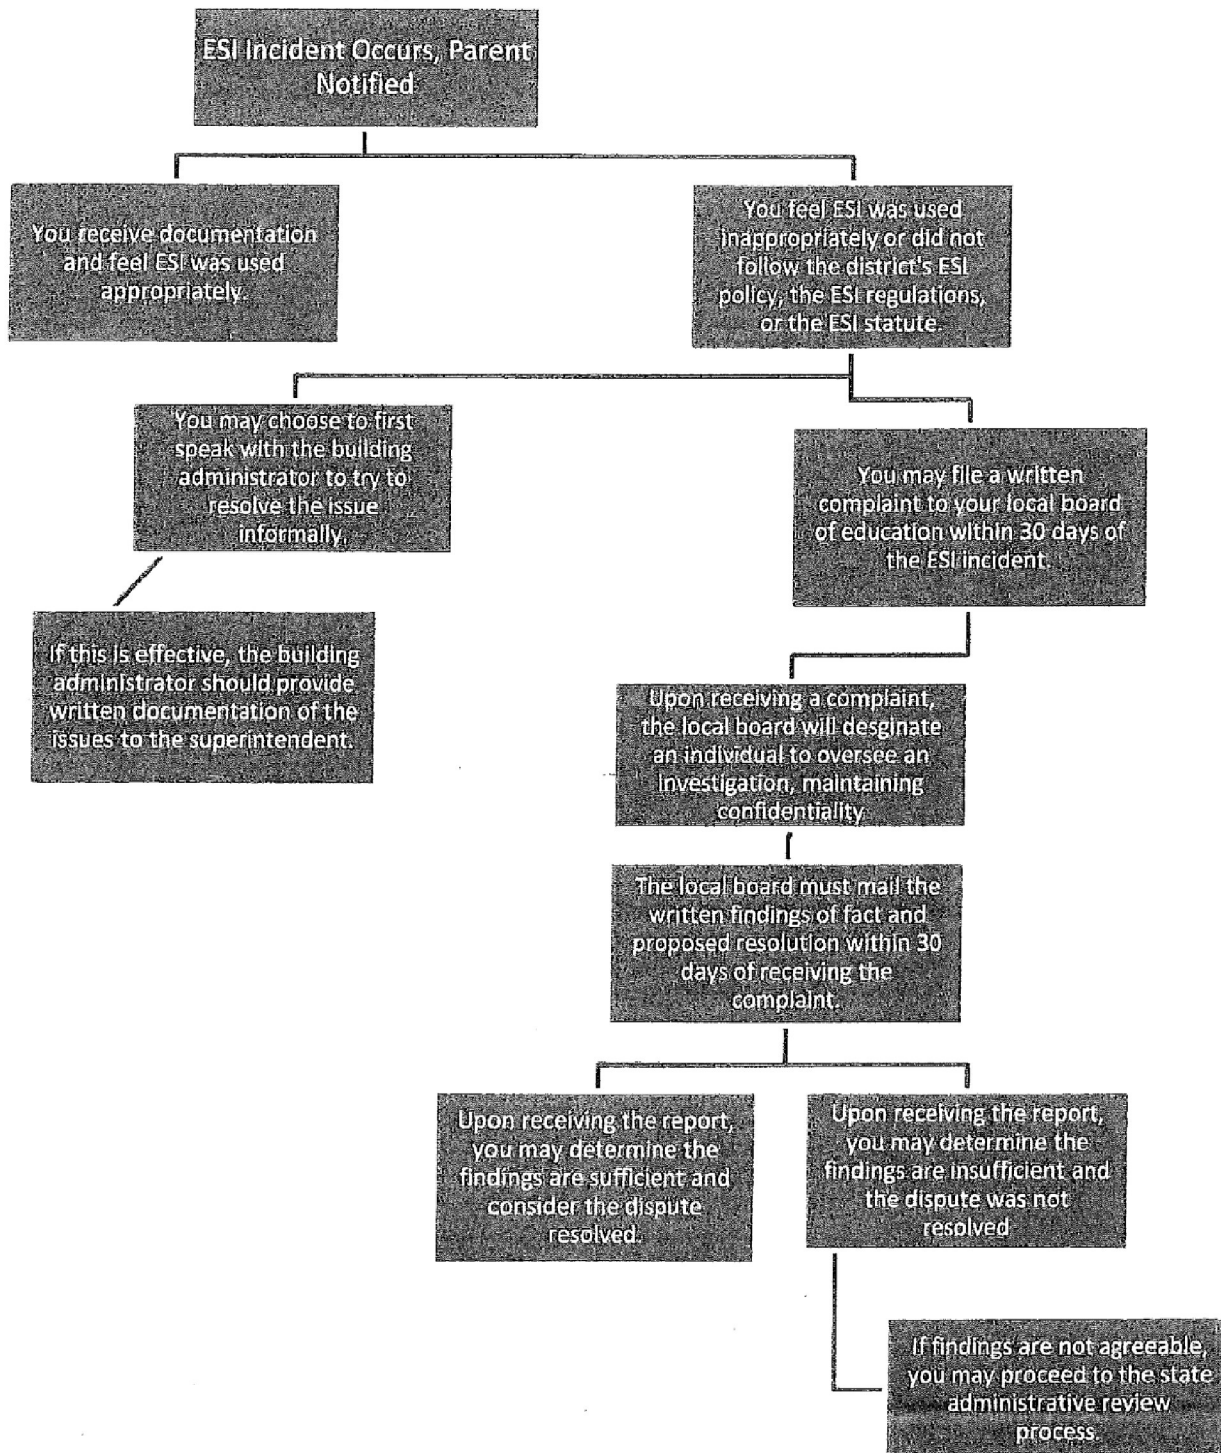 ESI Incident Occurs, Parent
Notified
You receive documentation
and feel ESI was used
appropriately.
You feel ESI was used
inappropriately or did not
follow the district's ESI
policy, the ESI regulations,
or the ESI statute.
You may choose to first
speak with the building
administrator to try to
resolve the issue
informally.
You may file a written
complaint to your local board
of education within 30 days of
the ESI incident.
If this is effective, the building
administrator should provide
written documentation of the
issues to the superintendent.
Upon receiving a complaint,
the local board will desginate
an individual to oversee an
investigation, maintaining
confidentiality
The local board must mail the
written findings of fact and
proposed resolution within 30
days of receiving the
complaint.
Upon receiving the report,
you may determine the
findings are sufficient and
consider the dispute
resolved.
Upon receiving the report,
you may determine the
findings are insufficient and
the dispute was not
resolved
If findings are not agreeable,
you may proceed to the state
administrative review
process.